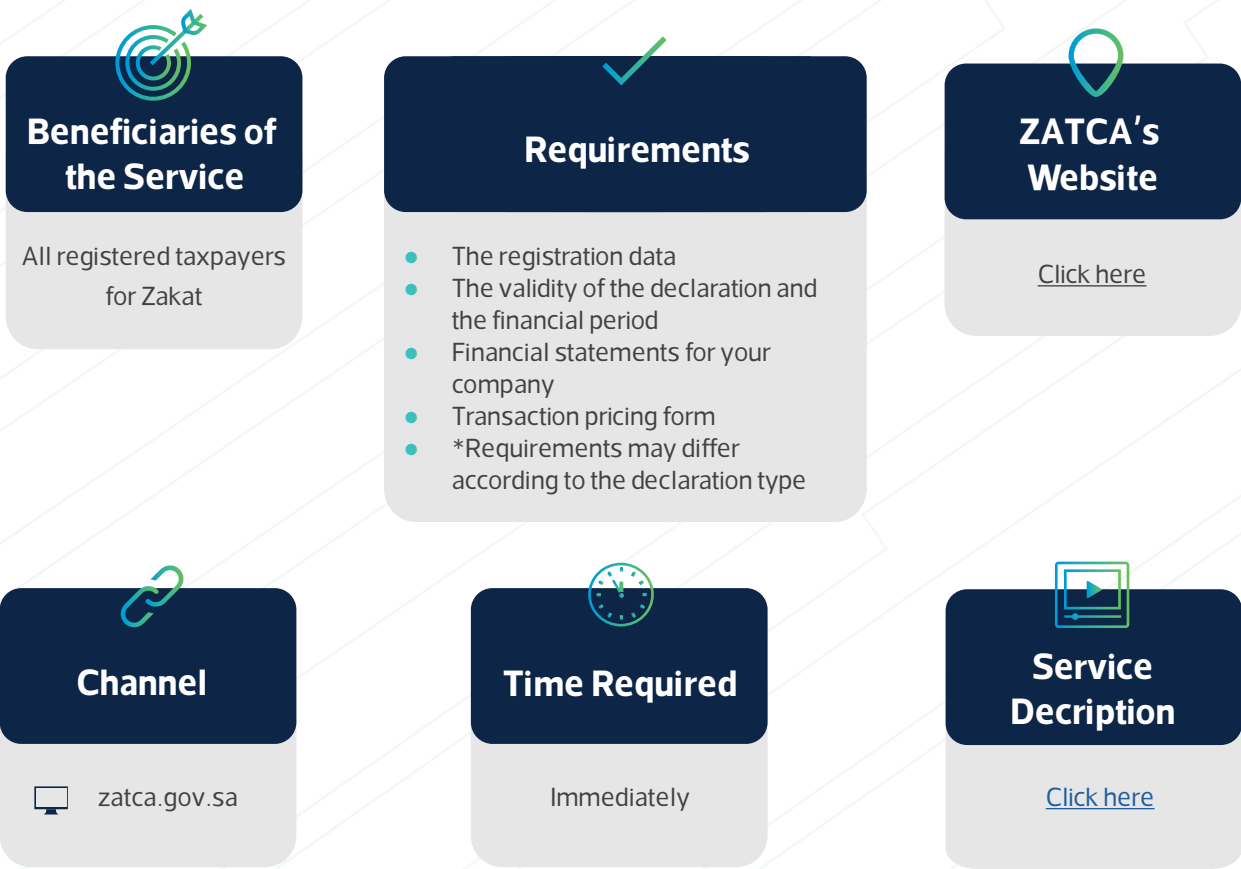 Beneficiaries of
the Service
All registered taxpayers
for Zakat
Requirements
● The registration data
● The validity of the declaration and
the financial period
● Financial statements for your
company
● Transaction pricing form
● *Requirements may differ
according to the declaration type
ZATCA's
Website
Click here
Channel
zatca.gov.sa
Time Required
Immediately
Service
Decription
Click here